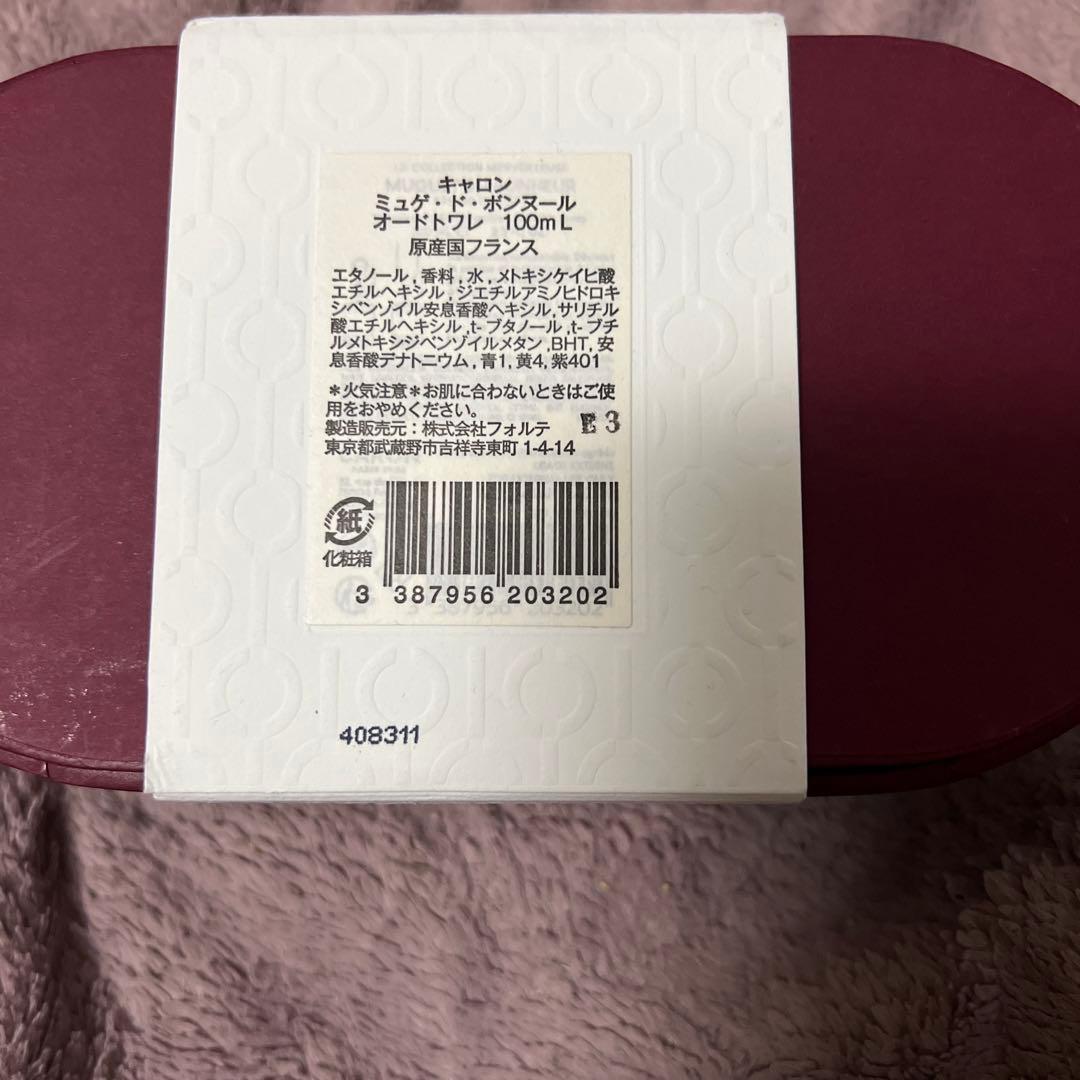 キャロン
ミュゲ・ド・ボンヌール
オードトワレ 100mL
原産国フランス
エタノール,香料,水,メトキシケイヒ酸
エチルヘキシル,ジエチルアミノヒドロキ
シベンゾイル安息香酸ヘキシル,サリチル
酸エチルヘキシル,t-ブタノール,t-ブチ
ルメトキシジベンゾイルメタン,BHT,安
息香酸デナトニウム,青1,黄4,紫401
*火気注意*お肌に合わないときはご使
用をおやめください。
製造販売元:株式会社フォルテ E3
東京都武蔵野市吉祥寺東町 1-4-14
紙
化粧箱
3 387956 203202
408311